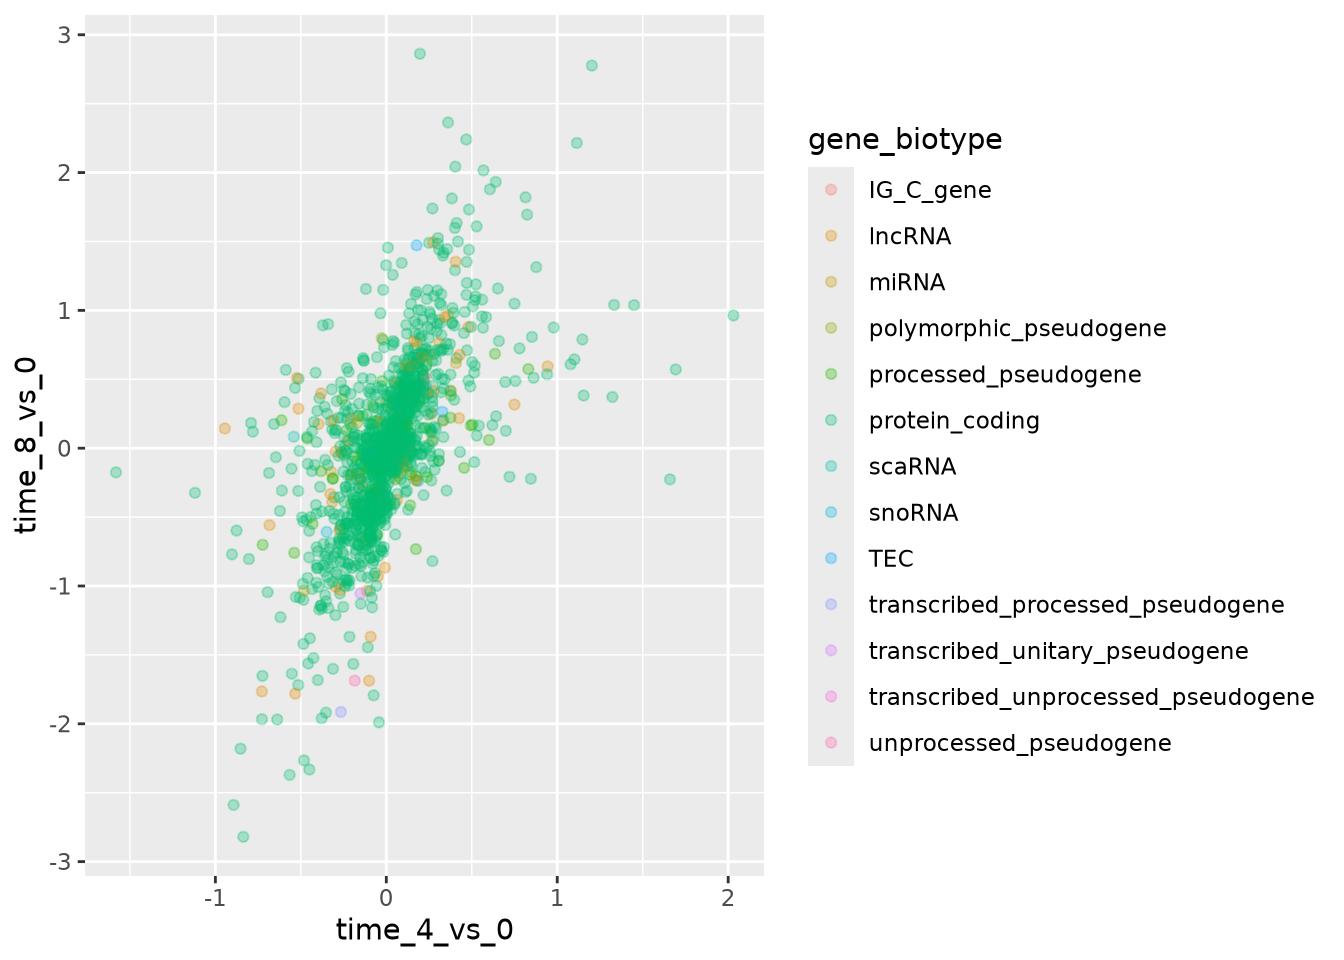 3
2
1
0
-1
-2
-3
time_8_vs_0
-1
0
1
2
time_4_vs_0
gene_biotype
IG_C_gene
lncRNA
miRNA
polymorphic_pseudogene
processed_pseudogene
protein_coding
scaRNA
snoRNA
TEC
transcribed_processed_pseudogene
transcribed_unitary_pseudogene
transcribed_unprocessed_pseudogene
unprocessed_pseudogene